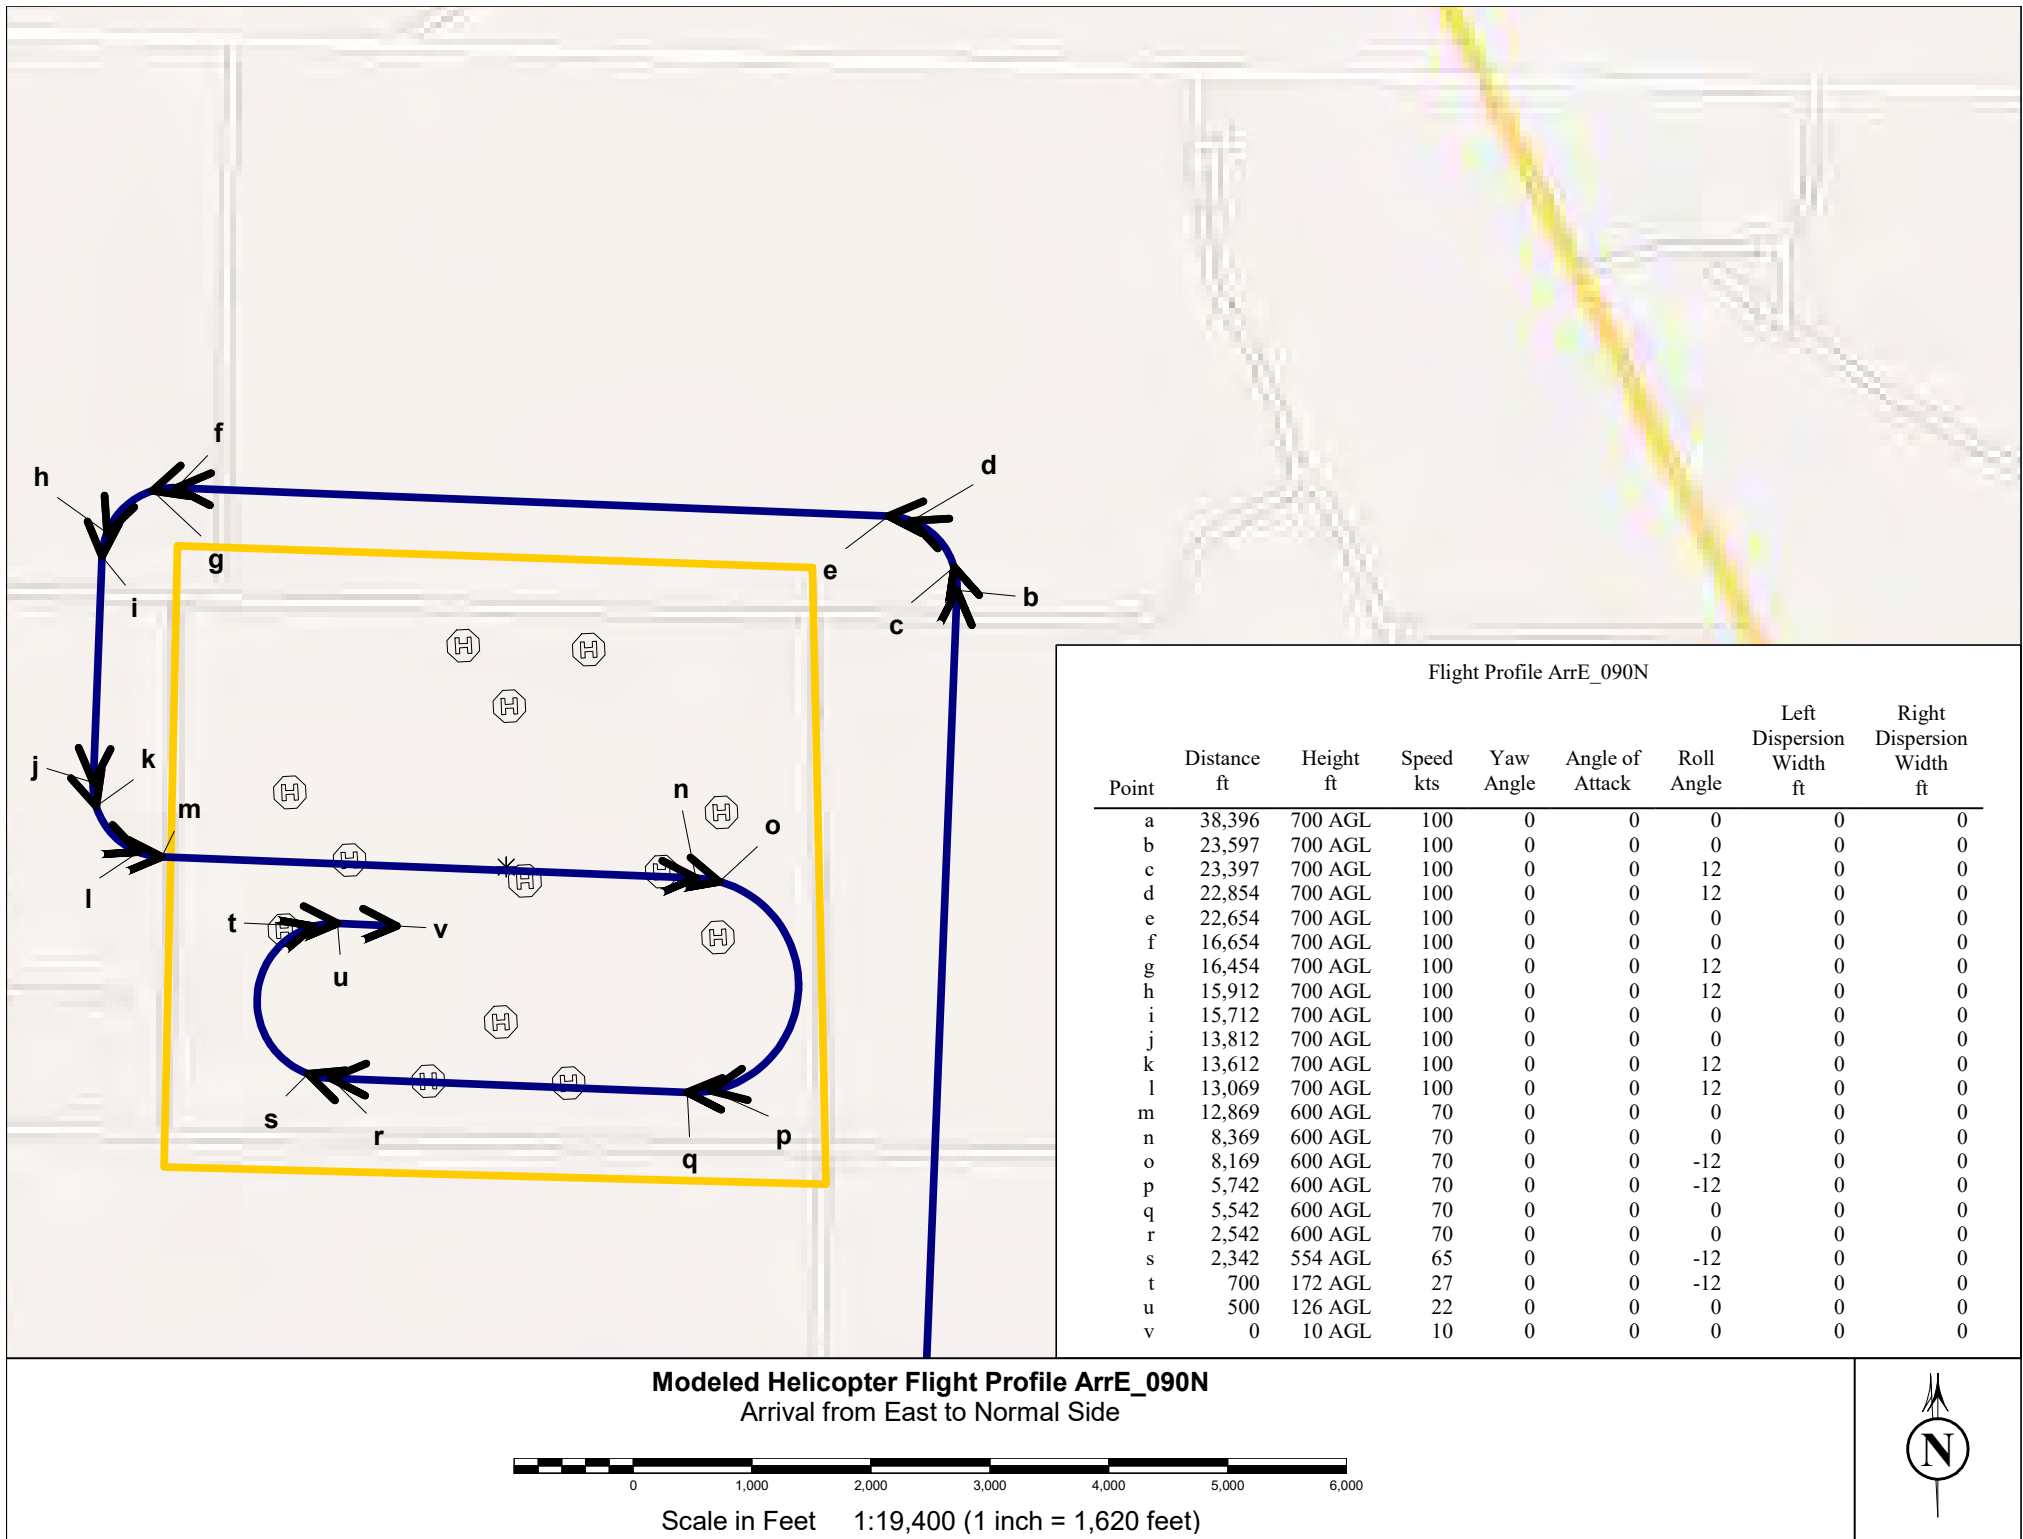 f
h
d
g
e
b
i
c
j
k
m
n
o
l
t
v
u
s
r
p
q
H
H
H
H
H
H
H
H
H
H
H
H
H
Flight Profile ArrE_090N
Point Distance ft Height ft Speed kts Yaw Angle Angle of Attack Roll Angle Left Dispersion Width ft Right Dispersion Width ft
a 38,396 700 AGL 100 0 0 0 0 0
b 23,597 700 AGL 100 0 0 0 0 0
c 23,397 700 AGL 100 0 0 12 0 0
d 22,854 700 AGL 100 0 0 12 0 0
e 22,654 700 AGL 100 0 0 0 0 0
f 16,654 700 AGL 100 0 0 0 0 0
g 16,454 700 AGL 100 0 0 12 0 0
h 15,912 700 AGL 100 0 0 12 0 0
i 15,712 700 AGL 100 0 0 0 0 0
j 13,812 700 AGL 100 0 0 0 0 0
k 13,612 700 AGL 100 0 0 12 0 0
l 13,069 700 AGL 100 0 0 12 0 0
m 12,869 600 AGL 70 0 0 0 0 0
n 8,369 600 AGL 70 0 0 0 0 0
o 8,169 600 AGL 70 0 0 -12 0 0
p 5,742 600 AGL 70 0 0 -12 0 0
q 5,542 600 AGL 70 0 0 0 0 0
r 2,542 600 AGL 70 0 0 0 0 0
s 2,342 554 AGL 65 0 0 -12 0 0
t 700 172 AGL 27 0 0 -12 0 0
u 500 126 AGL 22 0 0 0 0 0
v 0 10 AGL 10 0 0 0 0 0
Modeled Helicopter Flight Profile ArrE_090N
Arrival from East to Normal Side
0 1,000 2,000 3,000 4,000 5,000 6,000
Scale in Feet 1:19,400 (1 inch = 1,620 feet)
N